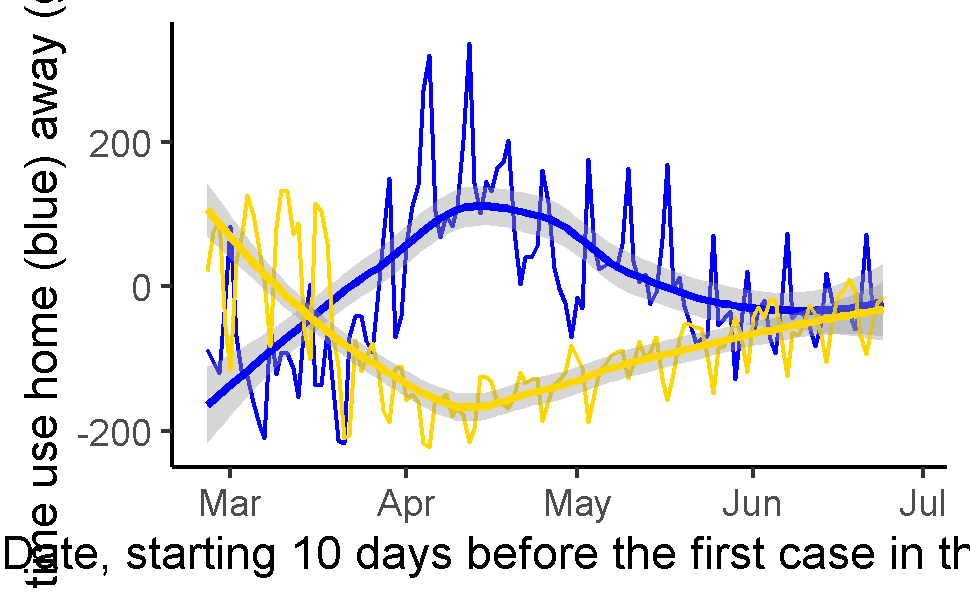 time use home (blue) away (
200
0
-200
Mar Apr May Jun Jul
Date, starting 10 days before the first case in th